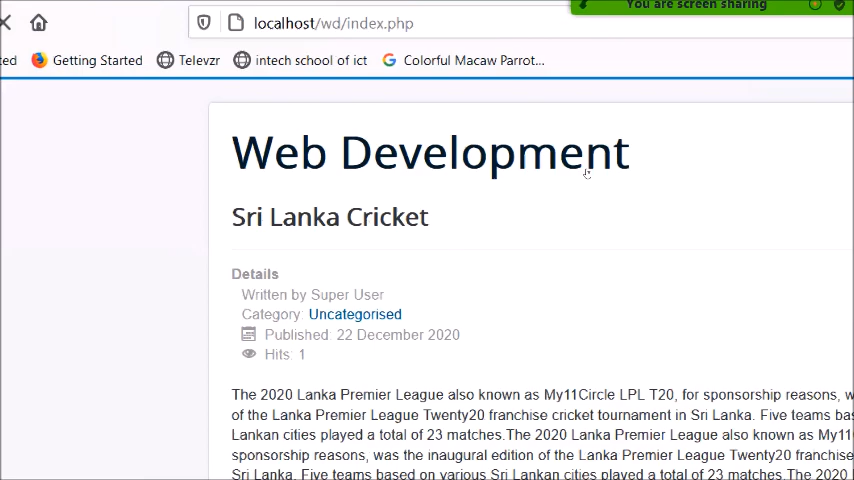 You are screen sharing
localhost/wd/index.php
ted Getting Started Televzr intech school of ict Colorful Macaw Parrot...
Web Development
Sri Lanka Cricket
Details
Written by Super User
Category: Uncategorised
Published: 22 December 2020
Hits: 1
The 2020 Lanka Premier League also known as My11Circle LPL T20, for sponsorship reasons, w
of the Lanka Premier League Twenty20 franchise cricket tournament in Sri Lanka. Five teams bas
Lankan cities played a total of 23 matches.The 2020 Lanka Premier League also known as My11
sponsorship reasons, was the inaugural edition of the Lanka Premier League Twenty20 franchise
Sri Lanka. Five teams based on various Sri Lankan cities played a total of 23 matches.The 2020 L